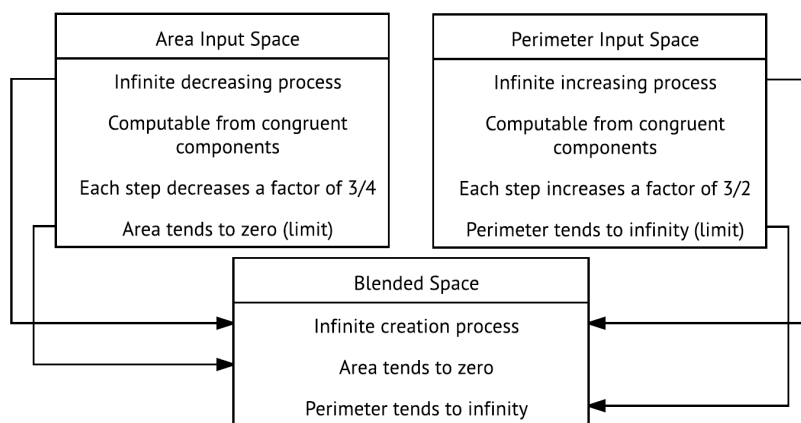 Area Input Space
Infinite decreasing process
Computable from congruent
components
Each step decreases a factor of 3/4
Area tends to zero (limit)
Perimeter Input Space
Infinite increasing process
Computable from congruent
components
Each step increases a factor of 3/2
Perimeter tends to infinity (limit)
Blended Space
Infinite creation process
Area tends to zero
Perimeter tends to infinity